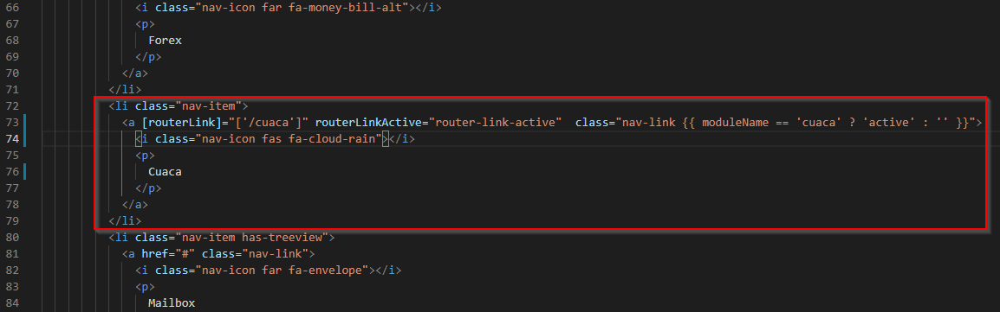 66 <i class="nav-icon far fa-money-bill-alt"></i>
67 <p>
68 Forex
69 </p>
70 </a>
71 </li>
72 <li class="nav-item">
73 <a [routerLink]="['/cuaca']" routerLinkActive="router-link-active"  class="nav-link {{ moduleName == 'cuaca' ? 'active' : '' }}">
74 <i class="nav-icon fas fa-cloud-rain"></i>
75 <p>
76 Cuaca
77 </p>
78 </a>
79 </li>
80 <li class="nav-item has-treeview">
81 <a href="#" class="nav-link">
82 <i class="nav-icon far fa-envelope"></i>
83 <p>
84 Mailbox